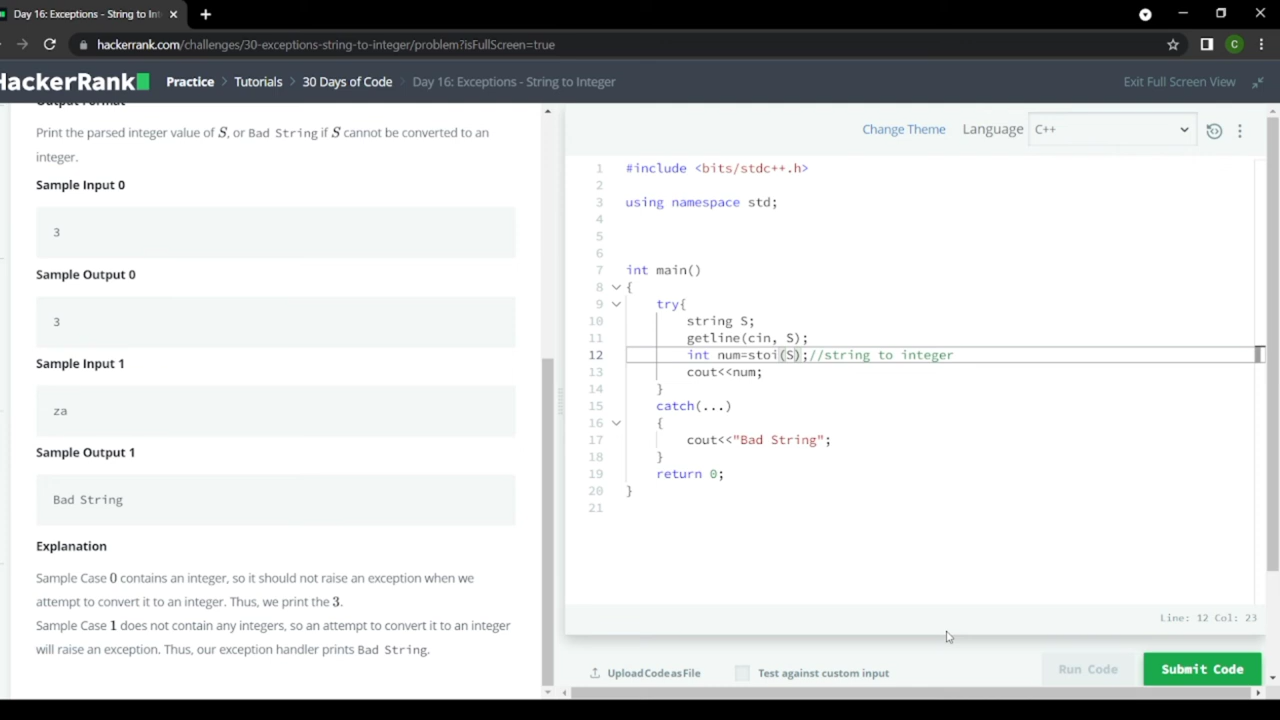 Day 16: Exceptions - String to In
hackerrank.com/challenges/30-exceptions-string-to-integer/problem?isFullScreen=true
C
HackerRank
Practice > Tutorials > 30 Days of Code > Day 16: Exceptions - String to Integer
Exit Full Screen View
Output Format
Print the parsed integer value of S, or Bad String if S cannot be converted to an
integer.
Sample Input 0
3
Sample Output 0
3
Sample Input 1
za
Sample Output 1
Bad String
Explanation
Sample Case 0 contains an integer, so it should not raise an exception when we
attempt to convert it to an integer. Thus, we print the 3.
Sample Case 1 does not contain any integers, so an attempt to convert it to an integer
will raise an exception. Thus, our exception handler prints Bad String.
Change Theme Language C++
1 #include <bits/stdc++.h>
2
3 using namespace std;
4
5
6
7 int main()
8 {
9 try{
10 string S;
11 getline(cin, S);
12 int num=stoi(S);//string to integer
13 cout<<num;
14 }
15 catch(...)
16 {
17 cout<<"Bad String";
18 }
19 return 0;
20 }
21
Line: 12 Col: 23
Upload Code as File
Test against custom input
Run Code
Submit Code